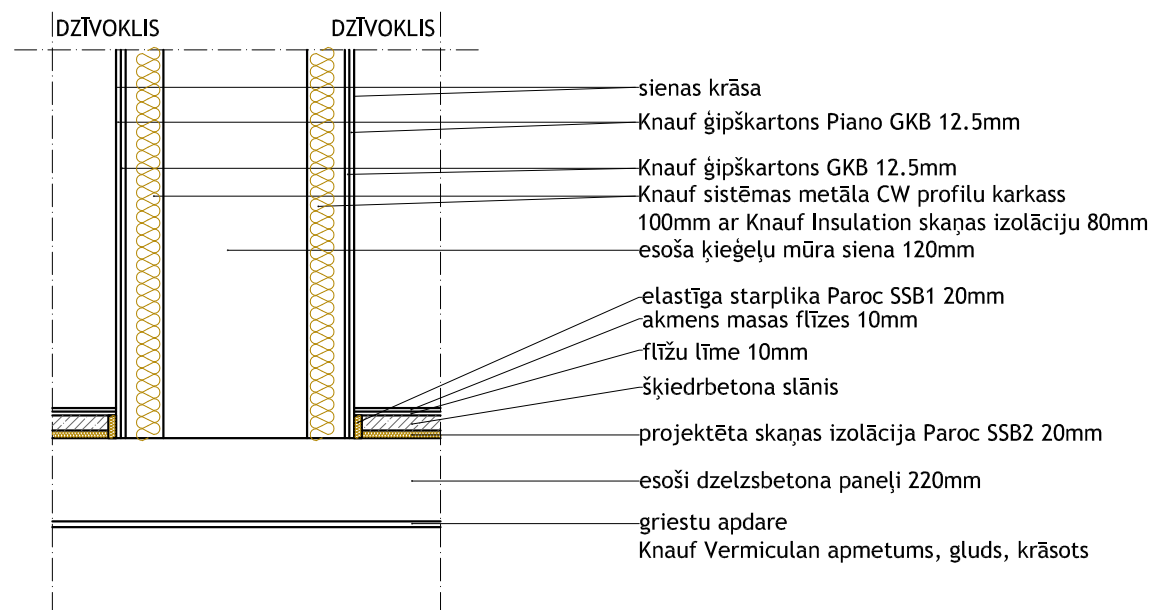 DZĪVOKLIS DZĪVOKLIS
sienas krāsa
Knauf ģipškartons Piano GKB 12.5mm
Knauf ģipškartons GKB 12.5mm
Knauf sistēmas metāla CW profilu karkass
100mm ar Knauf Insulation skaņas izolāciju 80mm
esoša ķieģeļu mūra siena 120mm
elastīga starplika Paroc SSB1 20mm
akmens masas flīzes 10mm
flīžu līme 10mm
šķiedrbetona slānis
projektēta skaņas izolācija Paroc SSB2 20mm
esoši dzelzsbetona paneļi 220mm
griestu apdare
Knauf Vermiculan apmetums, gluds, krāsots